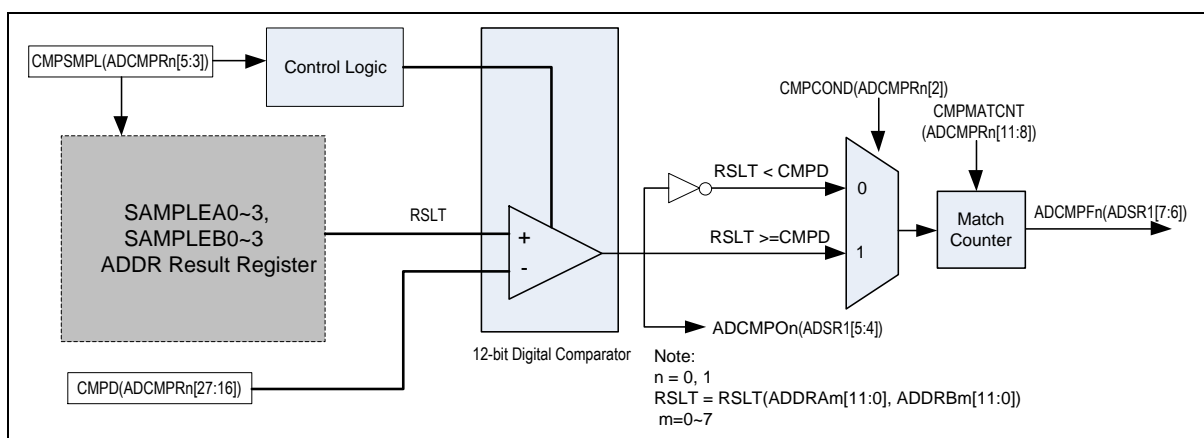 CMPSMPL(ADCMPRn[5:3])
Control Logic
CMPCOND(ADCMPRn[2])
CMPMATCNT
(ADCMPRn[11:8])
RSLT < CMPD
0
SAMPLEA0~3,
SAMPLEB0~3
ADDR Result Register
RSLT
+
-
RSLT >=CMPD
1
Match
Counter
ADCMPFn(ADSR1[7:6])
ADCMPOn(ADSR1[5:4])
12-bit Digital Comparator
CMPD(ADCMPRn[27:16])
Note:
n = 0, 1
RSLT = RSLT(ADDRAm[11:0], ADDRBm[11:0])
m=0~7